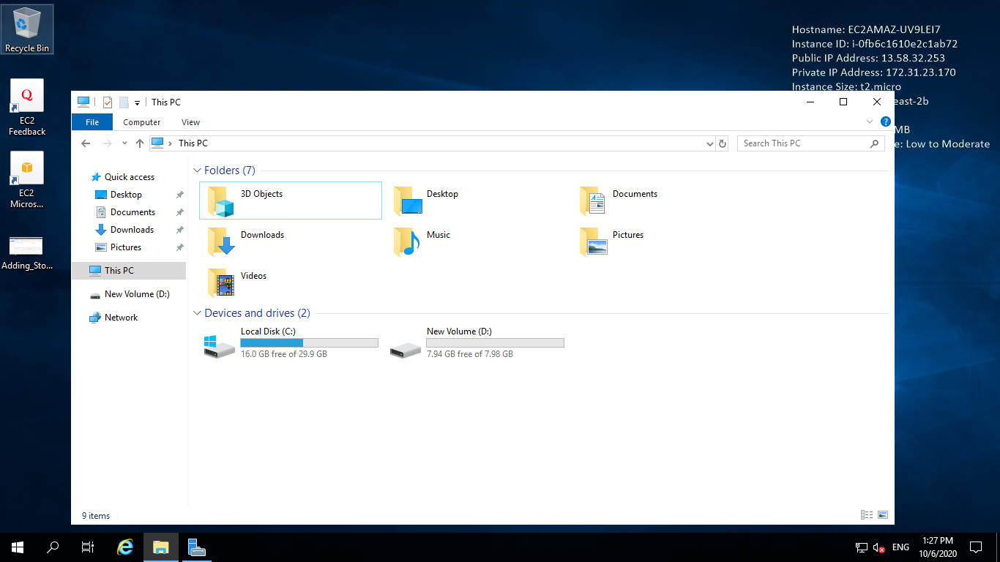 Recycle Bin
EC2
Feedback
EC2
Micros...
Adding_Sto...
Hostname: EC2AMAZ-UV9LEI7
Instance ID: i-0fb6c1610e2c1ab72
Public IP Address: 13.58.32.253
Private IP Address: 172.31.23.170
Instance Size: t2.micro
east-2b
MB
e: Low to Moderate
This PC
File
Computer
View
This PC
Search This PC
Quick access
Desktop
Documents
Downloads
Pictures
This PC
New Volume (D:)
Network
Folders (7)
3D Objects
Desktop
Documents
Downloads
Music
Pictures
Videos
Devices and drives (2)
Local Disk (C:)
16.0 GB free of 29.9 GB
New Volume (D:)
7.94 GB free of 7.98 GB
9 items
ENG
1:27 PM
10/6/2020